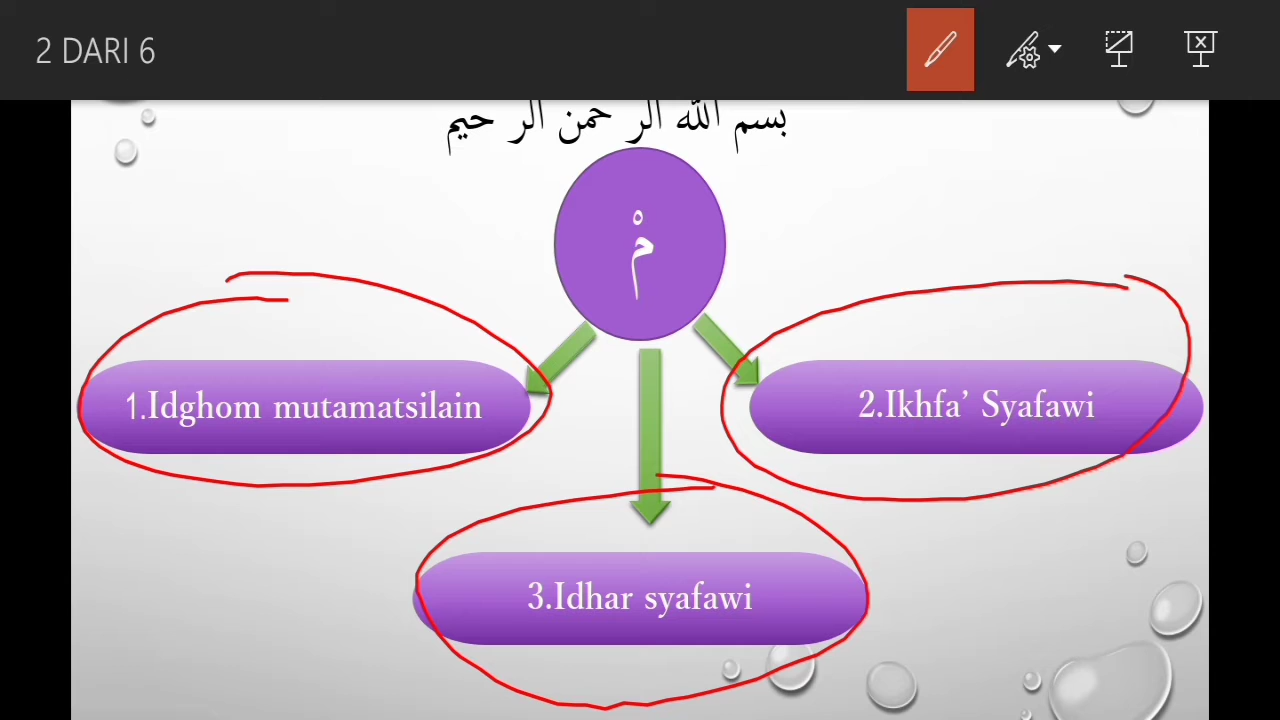 2 DARI 6
بسم الله الر حمن الر حيم
مْ
1.Idghom mutamatsilain
2.Ikhfa’ Syafawi
3.Idhar syafawi